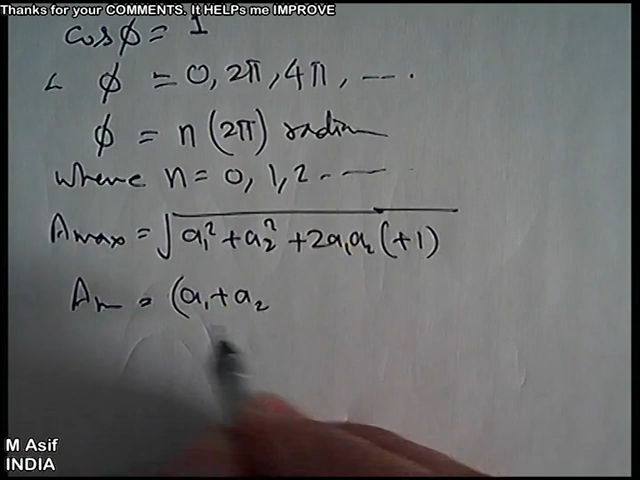 Thanks for your COMMENTS. It HELPs me IMPROVE
cos φ = 1
∠ φ = 0, 2π, 4π, ---- .
φ = n (2π) radian
where n = 0, 1, 2 - ---
Amax = √a₁² + a₂² + 2a₁a₂ (+1)
Am = (a₁ + a₂
M Asif
INDIA